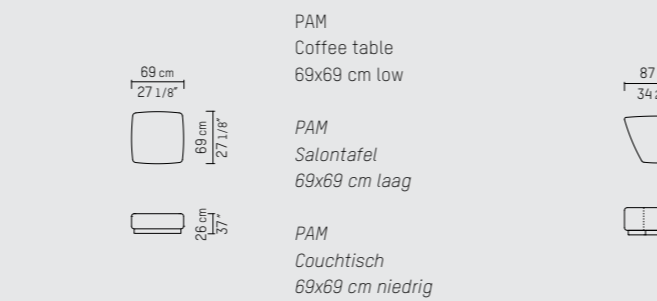 69 cm
27 1/8″
69 cm
27 1/8″
26 cm
37″
PAM
Coffee table
69x69 cm low
PAM
Salontafel
69x69 cm laag
PAM
Couchtisch
69x69 cm niedrig
87
34